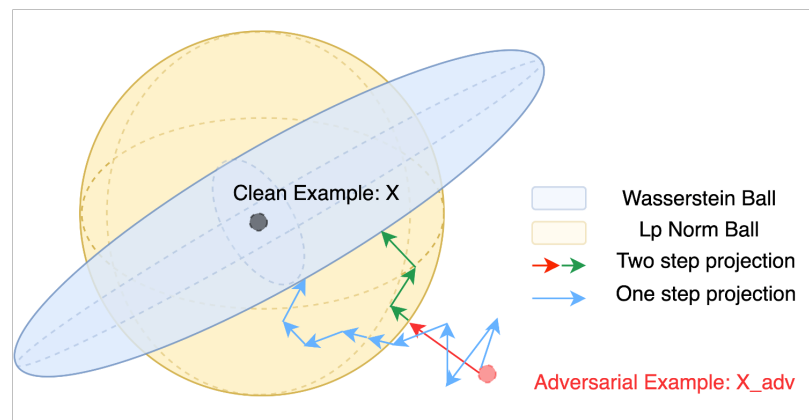 Clean Example: X
Wasserstein Ball
Lp Norm Ball
Two step projection
One step projection
Adversarial Example: X_adv